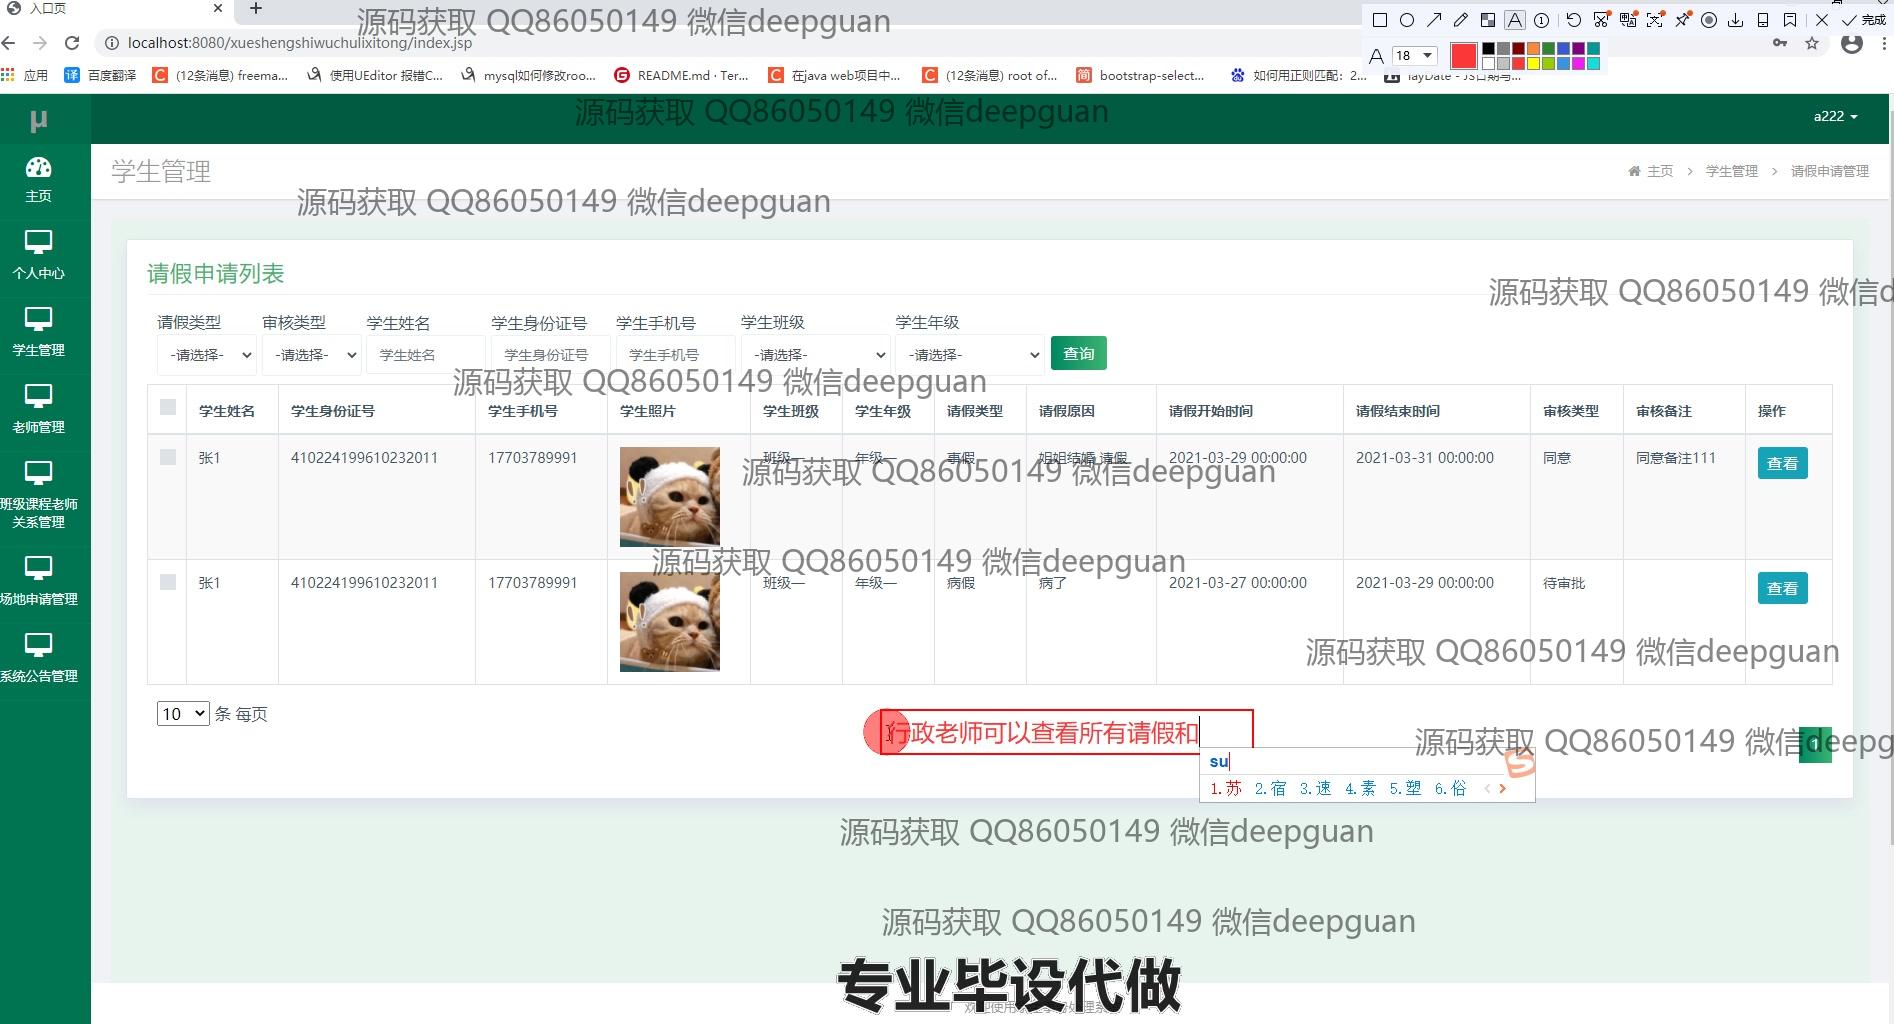 入口页
源码获取 QQ86050149 微信deepguan
完成
localhost:8080/xueshengshiwuchulixitong/index.jsp
18
应用
百度翻译
(12条消息) freema...
使用UEditor 报错C...
mysql如何修改roo...
README.md · Ter...
在java web项目中...
(12条消息) root of...
bootstrap-select...
如何用正则匹配：2...
μ
源码获取 QQ86050149 微信deepguan
a222
主页
个人中心
学生管理
老师管理
班级课程老师
关系管理
场地申请管理
系统公告管理
学生管理
主页 > 学生管理 > 请假申请管理
源码获取 QQ86050149 微信deepguan
请假申请列表
源码获取 QQ86050149 微信d
请假类型 审核类型 学生姓名 学生身份证号 学生手机号 学生班级 学生年级
-请选择- -请选择- 学生姓名 学生身份证号 学生手机号 -请选择- -请选择- 查询
源码获取 QQ86050149 微信deepguan
学生姓名 学生身份证号 学生手机号 学生照片 学生班级 学生年级 请假类型 请假原因 请假开始时间 请假结束时间 审核类型 审核备注 操作
张1 410224199610232011 17703789991 班级一 年级一 事假 姐姐结婚 请假 2021-03-29 00:00:00 2021-03-31 00:00:00 同意 同意备注111 查看
源码获取 QQ86050149 微信deepguan
源码获取 QQ86050149 微信deepguan
张1 410224199610232011 17703789991 班级一 年级一 病假 病了 2021-03-27 00:00:00 2021-03-29 00:00:00 待审批 查看
源码获取 QQ86050149 微信deepguan
10 条 每页
行政老师可以查看所有请假和
源码获取 QQ86050149 微信deepg
1
su
1.苏 2.宿 3.速 4.素 5.塑 6.俗
源码获取 QQ86050149 微信deepguan
源码获取 QQ86050149 微信deepguan
专业毕设代做